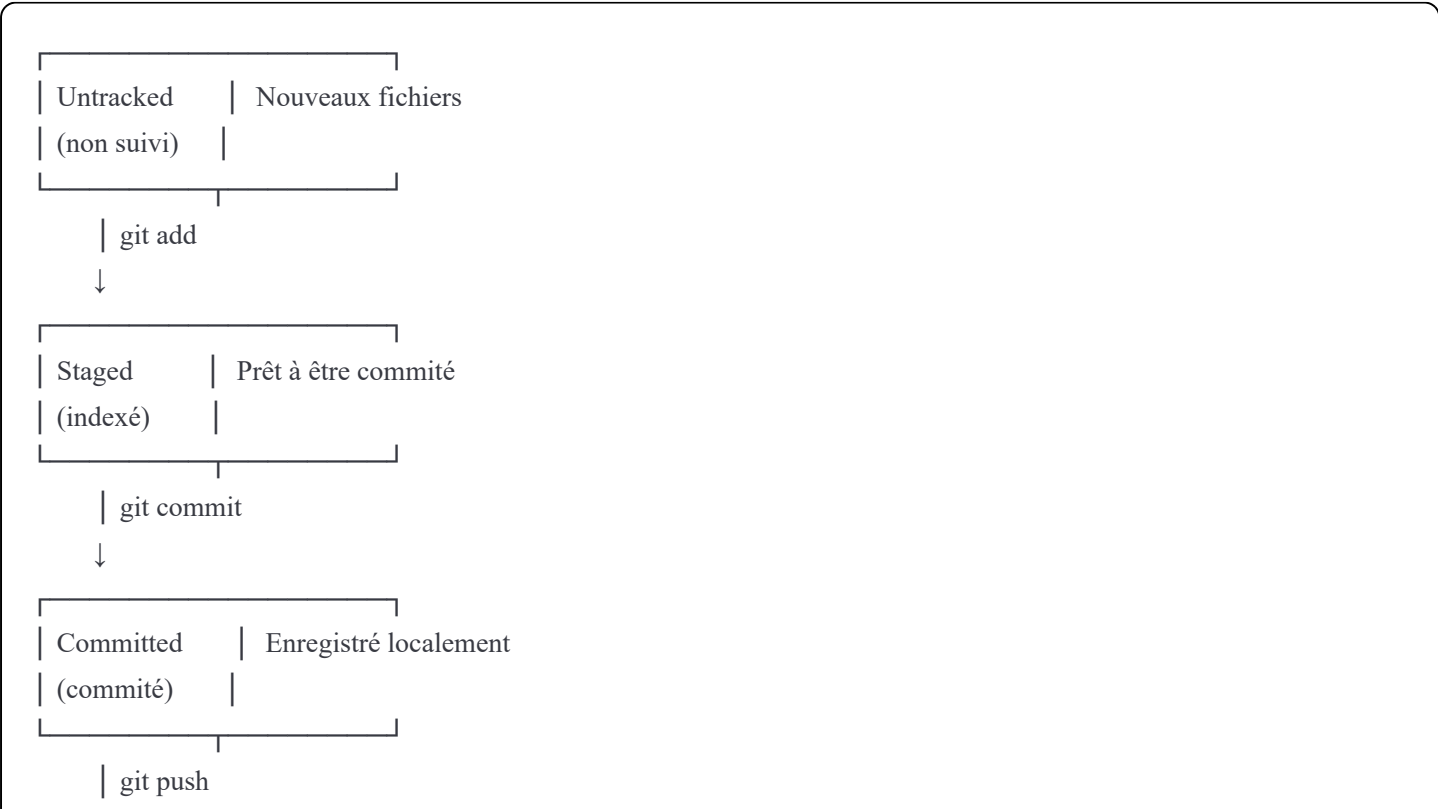 ┌─────────────────┐
│ Untracked │ Nouveaux fichiers
│ (non suivi) │
└────────┬────────┘
│ git add
↓
┌─────────────────┐
│ Staged │ Prêt à être commité
│ (indexé) │
└────────┬────────┘
│ git commit
↓
┌─────────────────┐
│ Committed │ Enregistré localement
│ (commité) │
└────────┬────────┘
│ git push